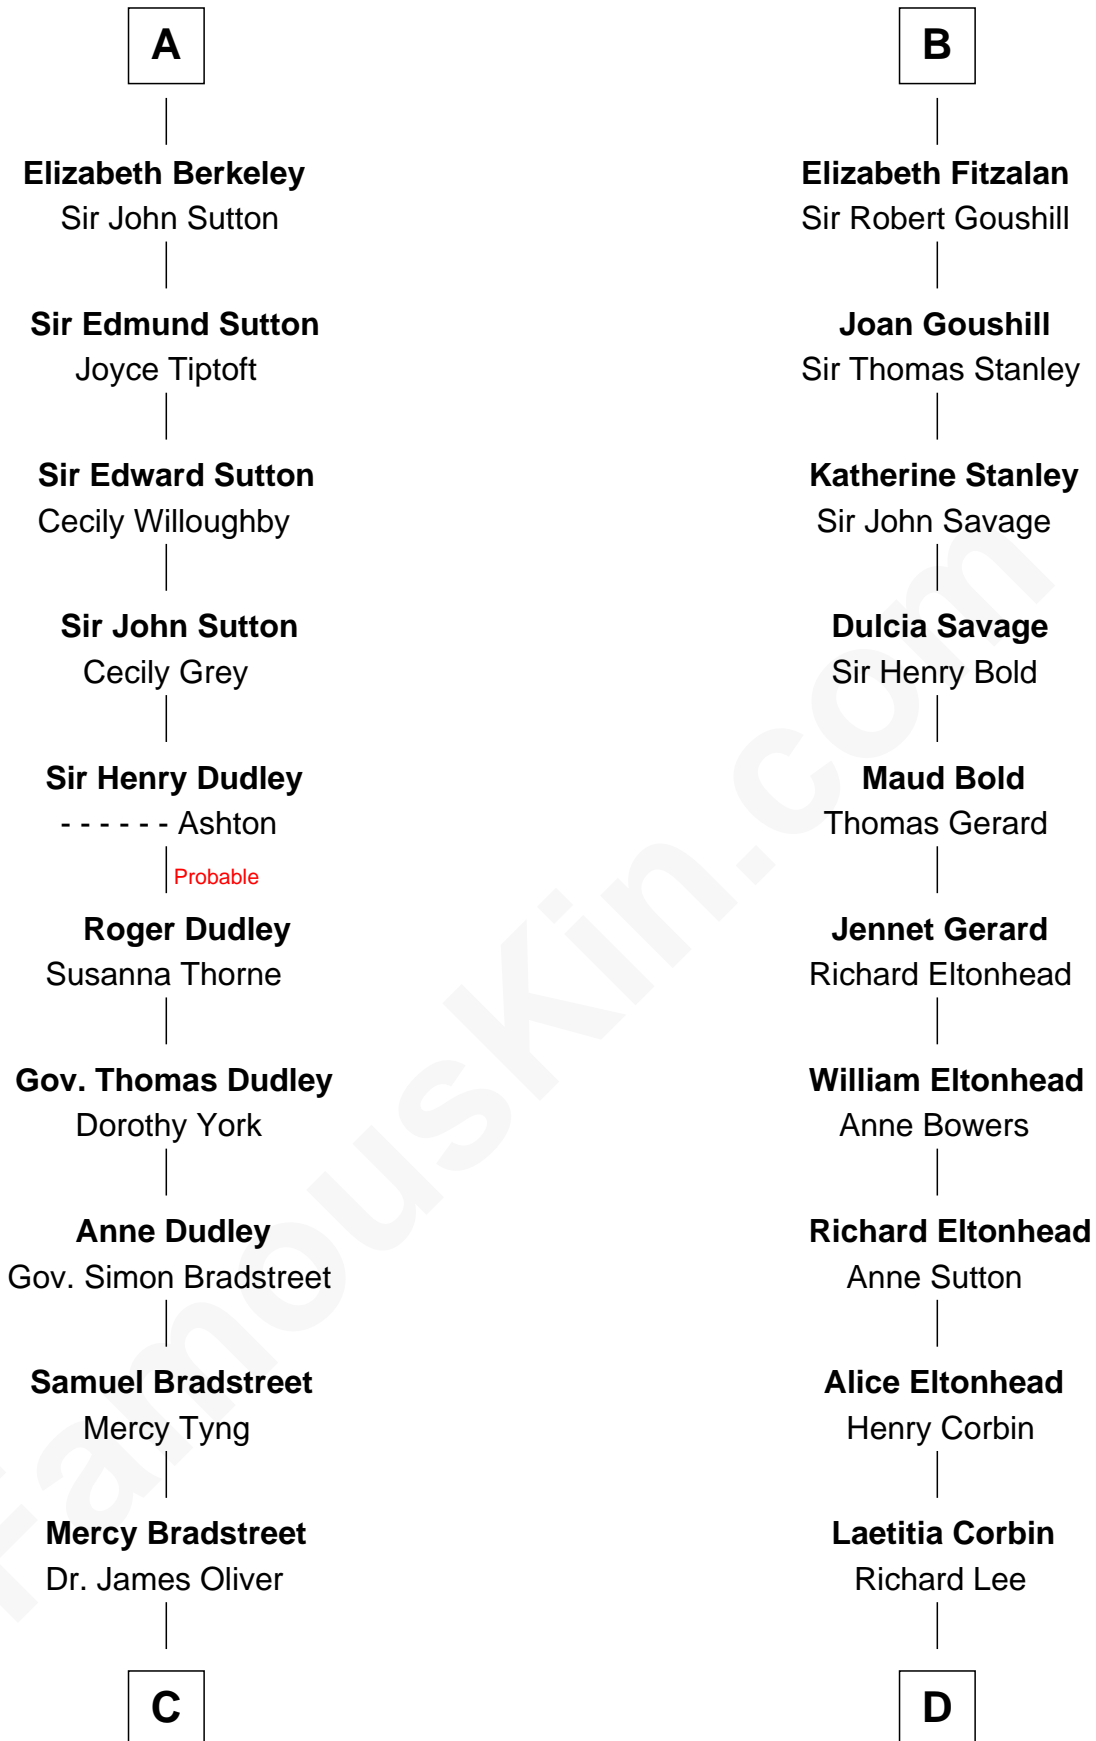 A
Elizabeth Berkeley
Sir John Sutton
Sir Edmund Sutton
Joyce Tiptoft
Sir Edward Sutton
Cecily Willoughby
Sir John Sutton
Cecily Grey
Sir Henry Dudley
- - - - - - Ashton
Probable
Roger Dudley
Susanna Thorne
Gov. Thomas Dudley
Dorothy York
Anne Dudley
Gov. Simon Bradstreet
Samuel Bradstreet
Mercy Tyng
Mercy Bradstreet
Dr. James Oliver
C
B
Elizabeth Fitzalan
Sir Robert Goushill
Joan Goushill
Sir Thomas Stanley
Katherine Stanley
Sir John Savage
Dulcia Savage
Sir Henry Bold
Maud Bold
Thomas Gerard
Jennet Gerard
Richard Eltonhead
William Eltonhead
Anne Bowers
Richard Eltonhead
Anne Sutton
Alice Eltonhead
Henry Corbin
Laetitia Corbin
Richard Lee
D
FamousKin.com